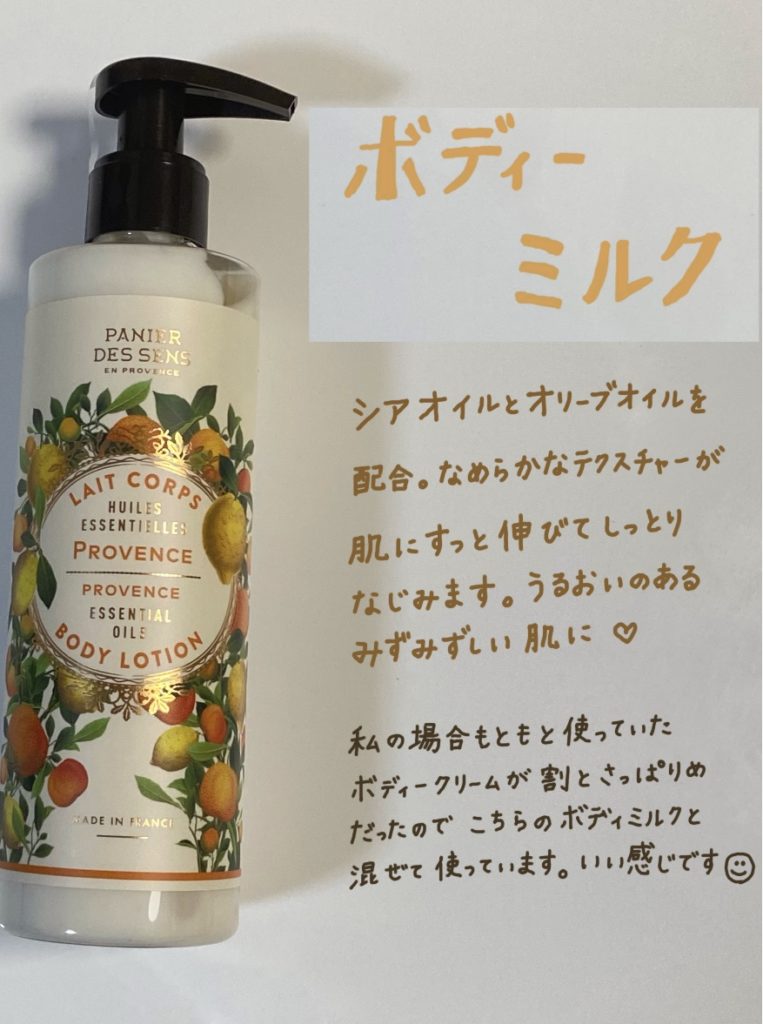 ボディー
ミルク
シアオイルとオリーブオイルを
配合。なめらかなテクスチャーが
肌にすっと伸びてしっとり
なじみます。うるおいのある
みずみずしい肌に ♡
私の場合もともと使っていた
ボディークリームが割とさっぱりめ
だったので こちらのボディミルクと
混ぜて使っています。いい感じです☺
PANIER
DES SENS
EN PROVENCE
LAIT CORPS
HUILES
ESSENTIELLES
PROVENCE
PROVENCE
ESSENTIAL
OILS
BODY LOTION
MADE IN FRANCE